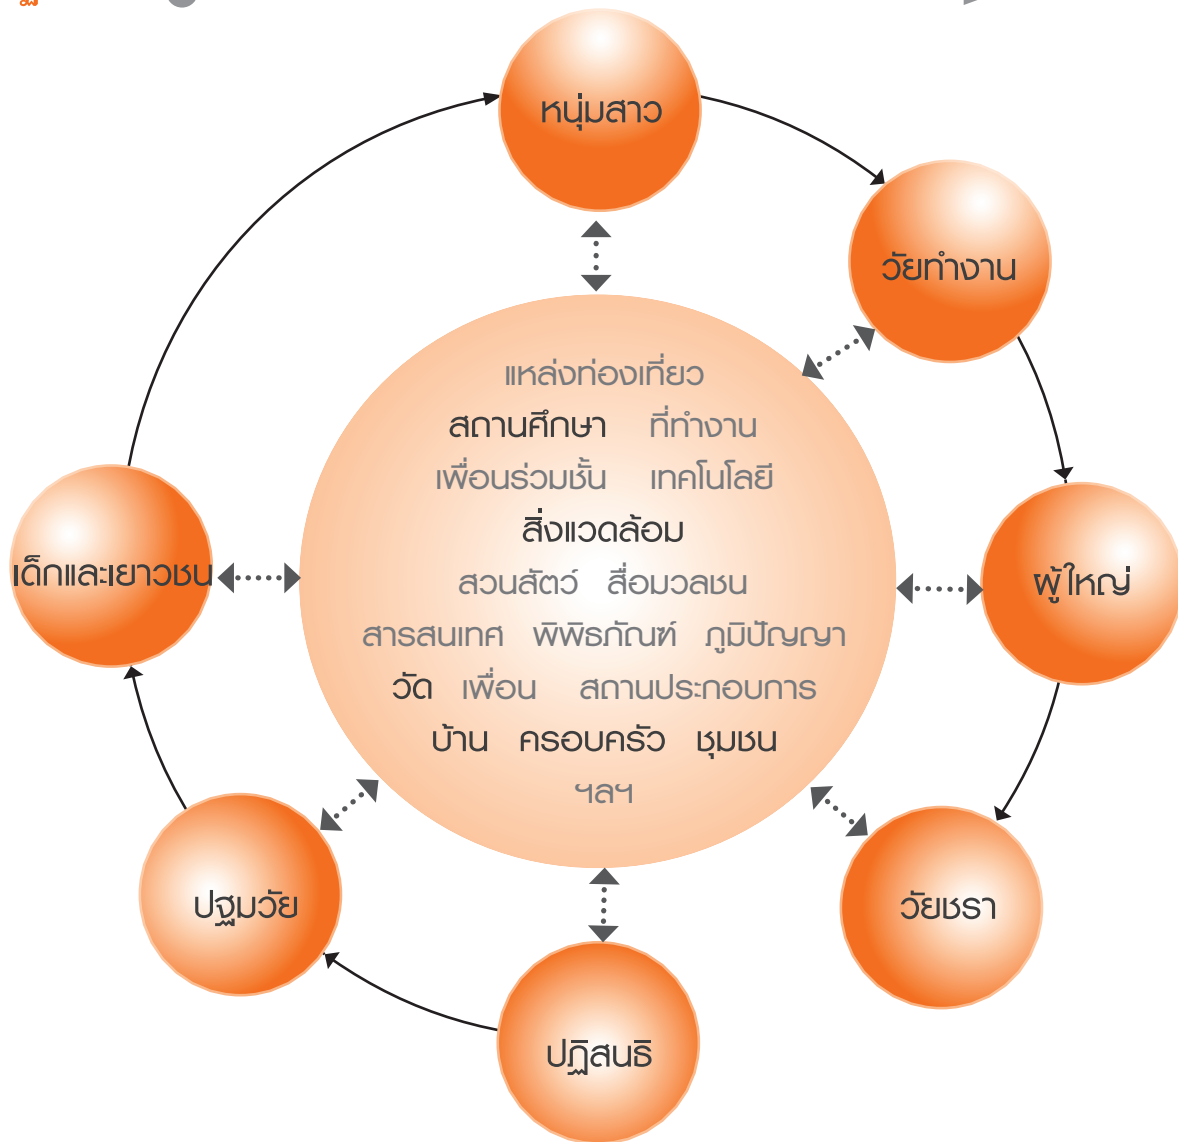 หนุ่มสาว
วัยทำงาน
ผู้ใหญ่
วัยชรา
ปฏิสนธิ
ปฐมวัย
เด็กและเยาวชน
แหล่งท่องเที่ยว
สถานศึกษา ที่ทำงาน
เพื่อนร่วมชั้น เทคโนโลยี
สิ่งแวดล้อม
สวนสัตว์ สื่อมวลชน
สารสนเทศ พิพิธภัณฑ์ ภูมิปัญญา
วัด เพื่อน สถานประกอบการ
บ้าน ครอบครัว ชุมชน
ฯลฯ